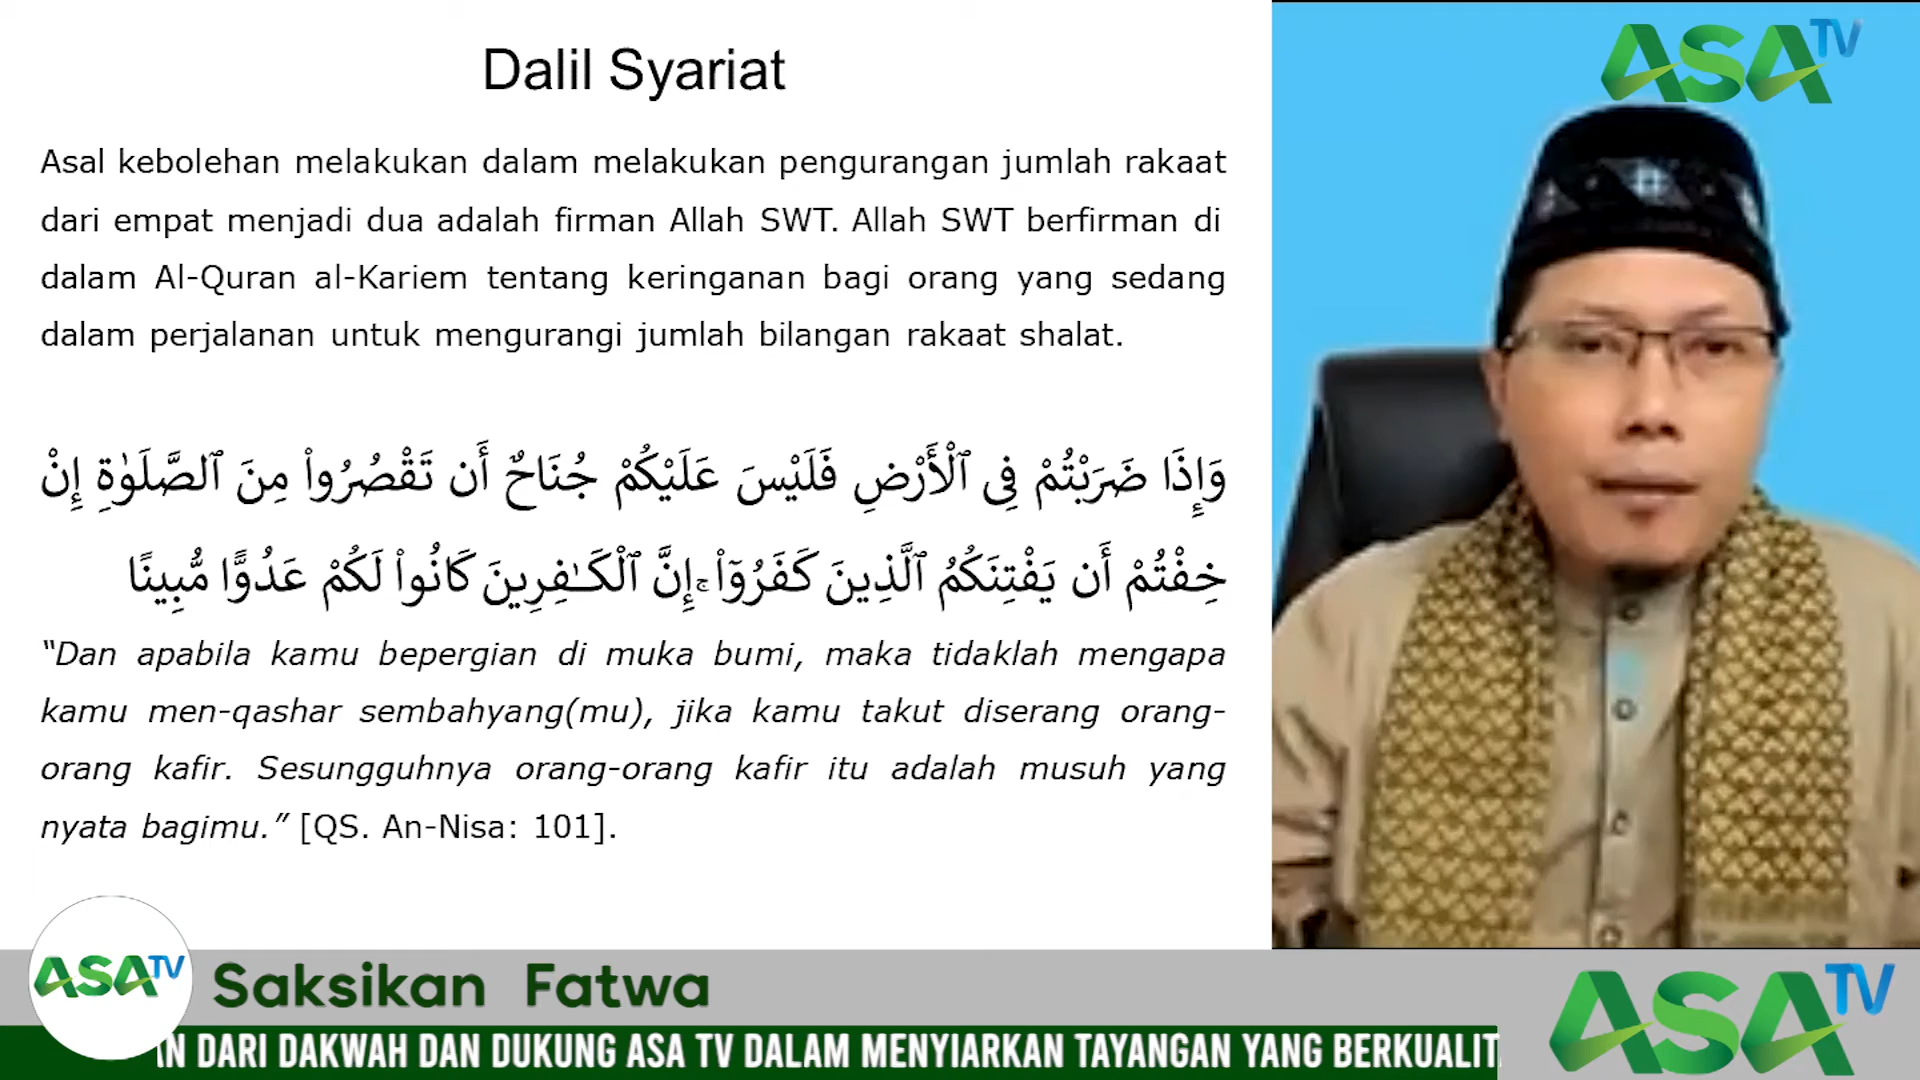 Dalil Syariat
Asal kebolehan melakukan dalam melakukan pengurangan jumlah rakaat
dari empat menjadi dua adalah firman Allah SWT. Allah SWT berfirman di
dalam Al-Quran al-Kariem tentang keringanan bagi orang yang sedang
dalam perjalanan untuk mengurangi jumlah bilangan rakaat shalat.
وَإِذَا ضَرَبْتُمْ فِى ٱلْأَرْضِ فَلَيْسَ عَلَيْكُمْ جُنَاحٌ أَن تَقْصُرُوا۟ مِنَ ٱلصَّلَوٰةِ إِنْ
خِفْتُمْ أَن يَفْتِنَكُمُ ٱلَّذِينَ كَفَرُوٓا۟ ۚ إِنَّ ٱلْكَـٰفِرِينَ كَانُوا۟ لَكُمْ عَدُوًّا مُّبِينًا
“Dan apabila kamu bepergian di muka bumi, maka tidaklah mengapa
kamu men-qashar sembahyang(mu), jika kamu takut diserang orang-
orang kafir. Sesungguhnya orang-orang kafir itu adalah musuh yang
nyata bagimu.” [QS. An-Nisa: 101].
ASA TV
ASA TV
Saksikan Fatwa
DARI DAKWAH DAN DUKUNG ASA TV DALAM MENYIARKAN TAYANGAN YANG
ASA TV